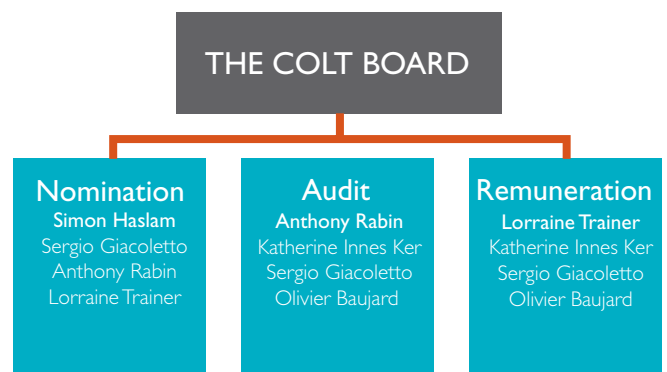 THE COLT BOARD
Nomination
Simon Haslam
Sergio Giacoletto
Anthony Rabin
Lorraine Trainer
Audit
Anthony Rabin
Katherine Innes Ker
Sergio Giacoletto
Olivier Baujard
Remuneration
Lorraine Trainer
Katherine Innes Ker
Sergio Giacoletto
Olivier Baujard